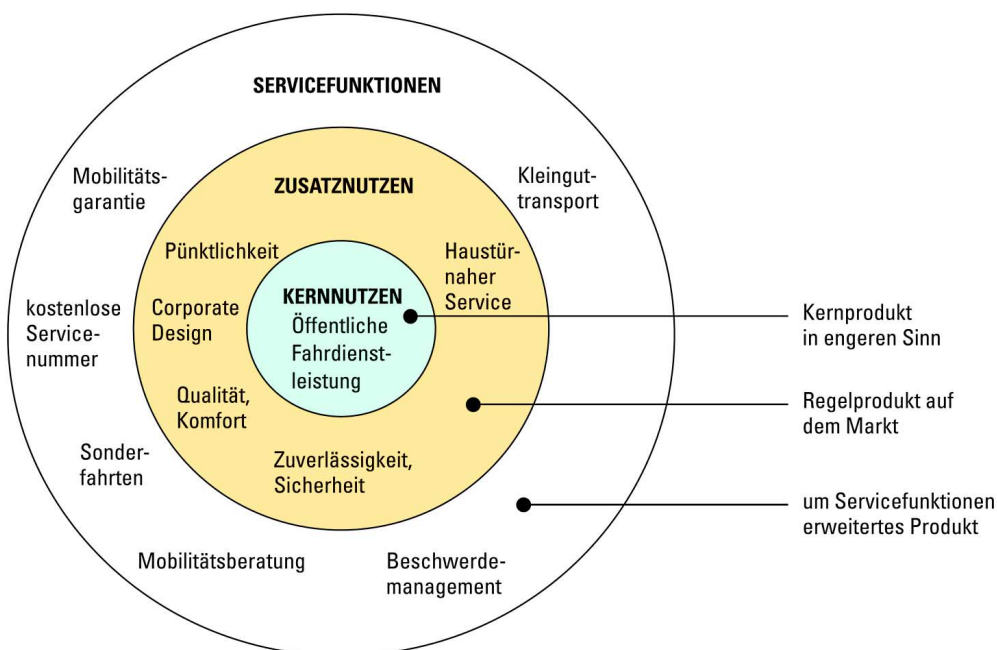 SERVICEFUNKTIONEN
Mobilitäts-
garantie
Kleingut-
transport
ZUSATZNUTZEN
Pünktlichkeit
Haustür-
naher
Service
KERNNUTZEN
Öffentliche
Fahrdienst-
leistung
kostenlose
Service-
nummer
Corporate
Design
Qualität,
Komfort
Zuverlässigkeit,
Sicherheit
Sonder-
fahrten
Mobilitätsberatung
Beschwerde-
management
Kernprodukt
in engeren Sinn
Regelprodukt auf
dem Markt
um Servicefunktionen
erweitertes Produkt